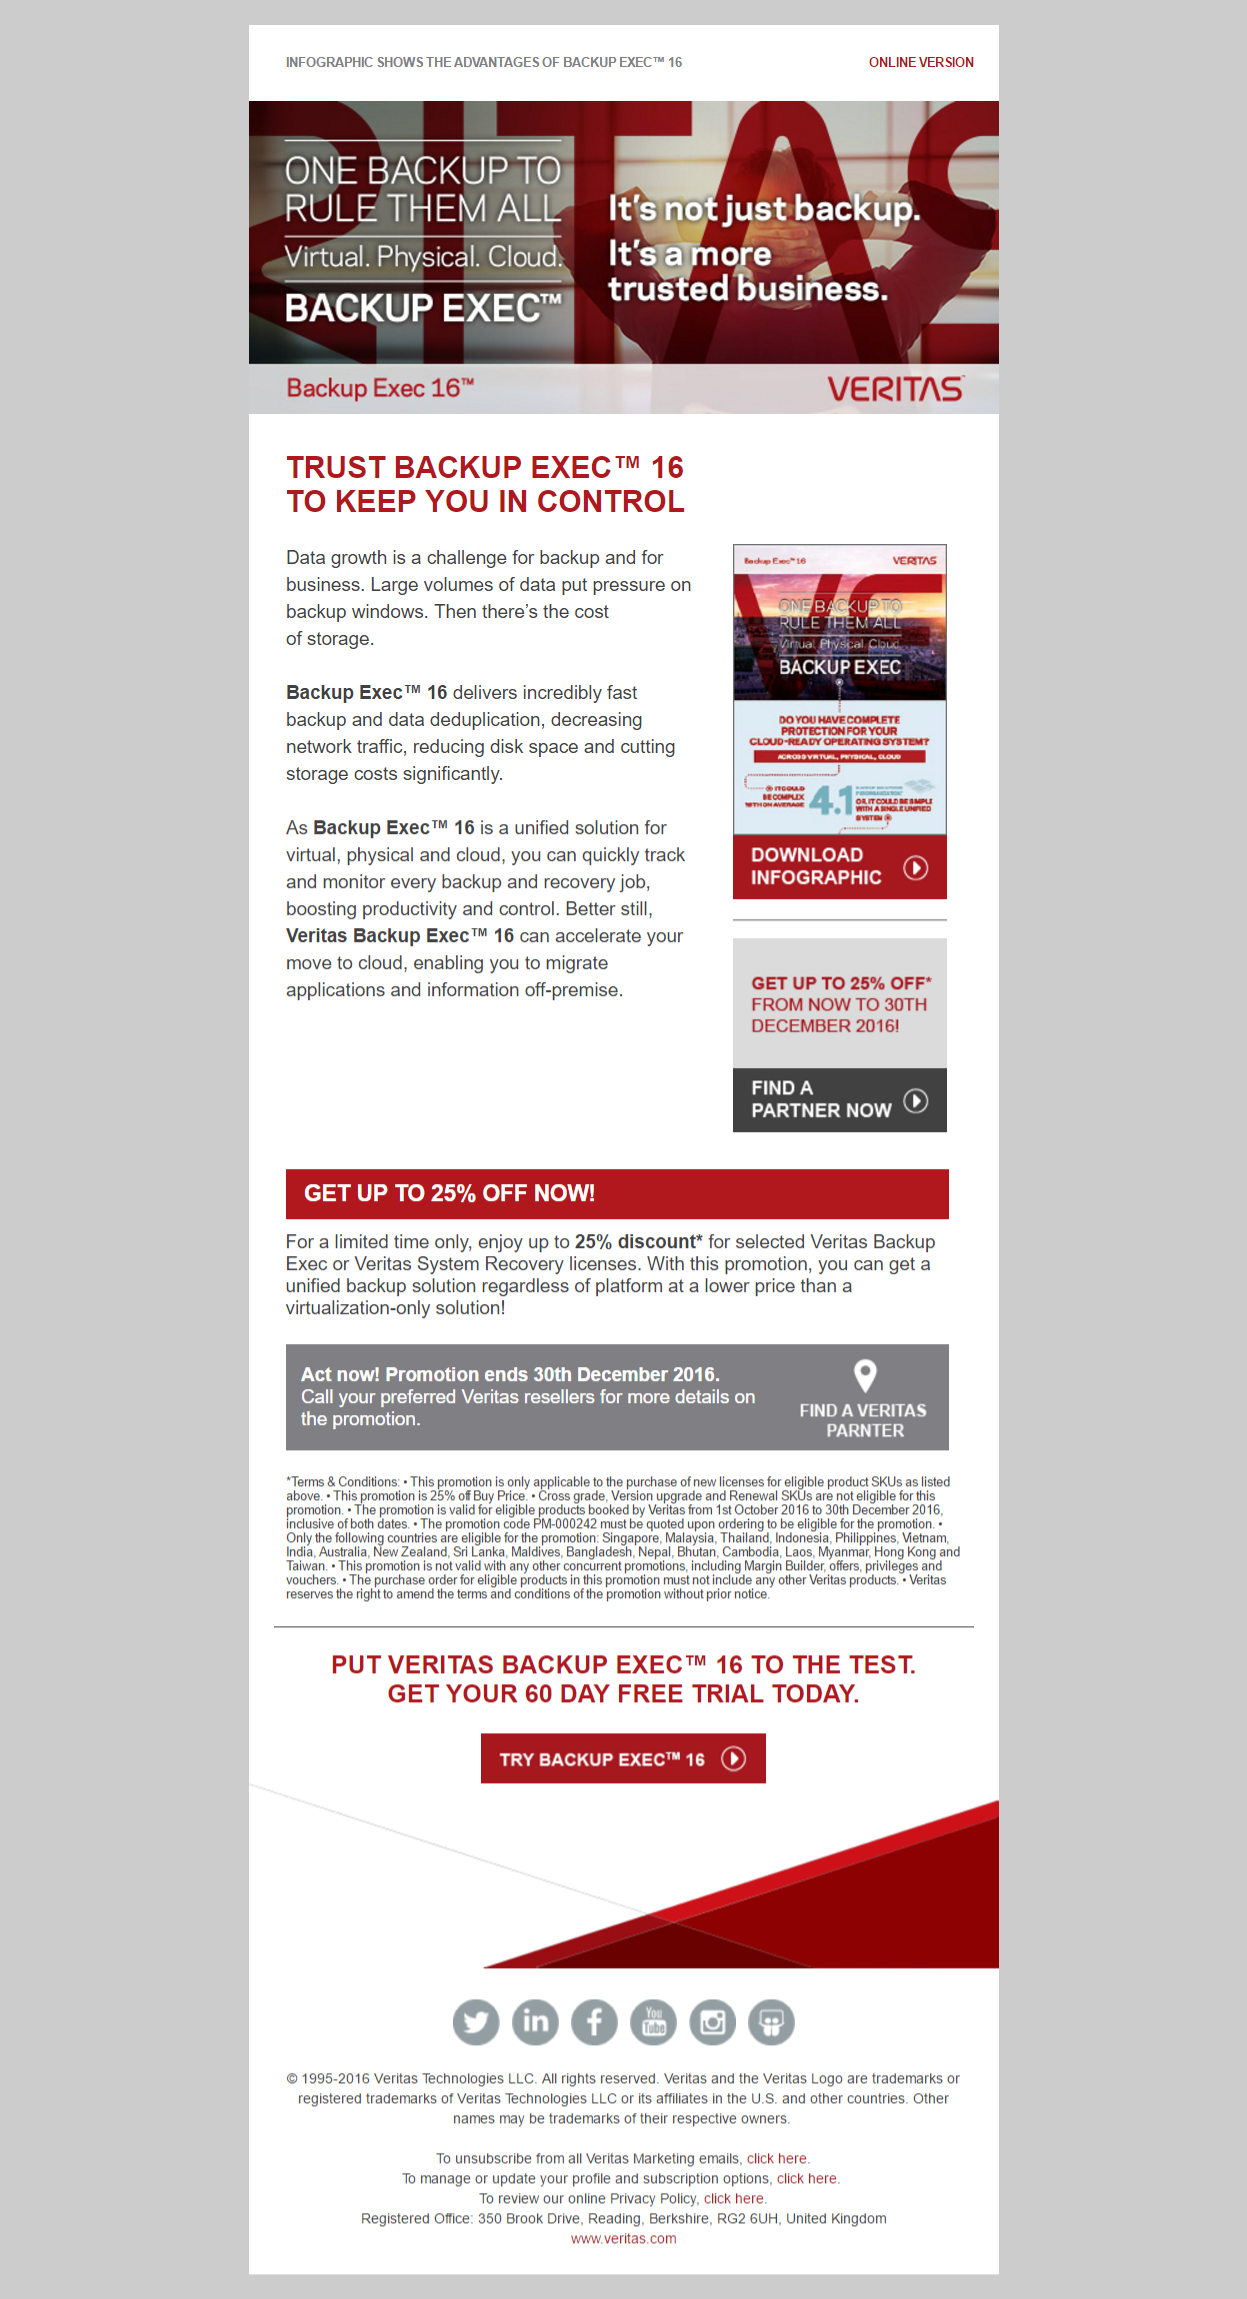 INFOGRAPHIC SHOWS THE ADVANTAGES OF BACKUP EXEC™ 16
ONLINE VERSION
RITAS
ONE BACKUP TO
RULE THEM ALL
Virtual. Physical. Cloud.
BACKUP EXEC™
It's not just backup.
It's a more
trusted business.
Backup Exec 16™
VERITAS™
TRUST BACKUP EXEC™ 16
TO KEEP YOU IN CONTROL
Data growth is a challenge for backup and for
business. Large volumes of data put pressure on
backup windows. Then there's the cost
of storage.
Backup Exec™ 16 delivers incredibly fast
backup and data deduplication, decreasing
network traffic, reducing disk space and cutting
storage costs significantly.
As Backup Exec™ 16 is a unified solution for
virtual, physical and cloud, you can quickly track
and monitor every backup and recovery job,
boosting productivity and control. Better still,
Veritas Backup Exec™ 16 can accelerate your
move to cloud, enabling you to migrate
applications and information off-premise.
Backup Exec™ 16
VERITAS
ONE BACKUP TO
RULE THEM ALL
Virtual. Physical. Cloud.
BACKUP EXEC
DO YOU HAVE COMPLETE
PROTECTION FOR YOUR
CLOUD-READY OPERATING SYSTEM?
ACROSS VIRTUAL, PHYSICAL, CLOUD
IT COULD
BE COMPLEX
WITH ON AVERAGE
4.1
OR, IT COULD BE SIMPLE
WITH A SINGLE UNIFIED
SYSTEM
DOWNLOAD
INFOGRAPHIC
GET UP TO 25% OFF*
FROM NOW TO 30TH
DECEMBER 2016!
FIND A
PARTNER NOW
GET UP TO 25% OFF NOW!
For a limited time only, enjoy up to 25% discount* for selected Veritas Backup
Exec or Veritas System Recovery licenses. With this promotion, you can get a
unified backup solution regardless of platform at a lower price than a
virtualization-only solution!
Act now! Promotion ends 30th December 2016.
Call your preferred Veritas resellers for more details on
the promotion.
FIND A VERITAS
PARNTER
*Terms & Conditions: • This promotion is only applicable to the purchase of new licenses for eligible product SKUs as listed
above. • This promotion is 25% off Buy Price. • Cross grade, Version upgrade and Renewal SKUs are not eligible for this
promotion. • The promotion is valid for eligible products booked by Veritas from 1st October 2016 to 30th December 2016,
inclusive of both dates. • The promotion code PM-000242 must be quoted upon ordering to be eligible for the promotion. •
Only the following countries are eligible for the promotion: Singapore, Malaysia, Thailand, Indonesia, Philippines, Vietnam,
India, Australia, New Zealand, Sri Lanka, Maldives, Bangladesh, Nepal, Bhutan, Cambodia, Laos, Myanmar, Hong Kong and
Taiwan. • This promotion is not valid with any other concurrent promotions, including Margin Builder, offers, privileges and
vouchers. • The purchase order for eligible products in this promotion must not include any other Veritas products. • Veritas
reserves the right to amend the terms and conditions of the promotion without prior notice.
PUT VERITAS BACKUP EXEC™ 16 TO THE TEST.
GET YOUR 60 DAY FREE TRIAL TODAY.
TRY BACKUP EXEC™ 16
in
f
You
Tube
© 1995-2016 Veritas Technologies LLC. All rights reserved. Veritas and the Veritas Logo are trademarks or
registered trademarks of Veritas Technologies LLC or its affiliates in the U.S. and other countries. Other
names may be trademarks of their respective owners.
To unsubscribe from all Veritas Marketing emails, click here.
To manage or update your profile and subscription options, click here.
To review our online Privacy Policy, click here.
Registered Office: 350 Brook Drive, Reading, Berkshire, RG2 6UH, United Kingdom
www.veritas.com